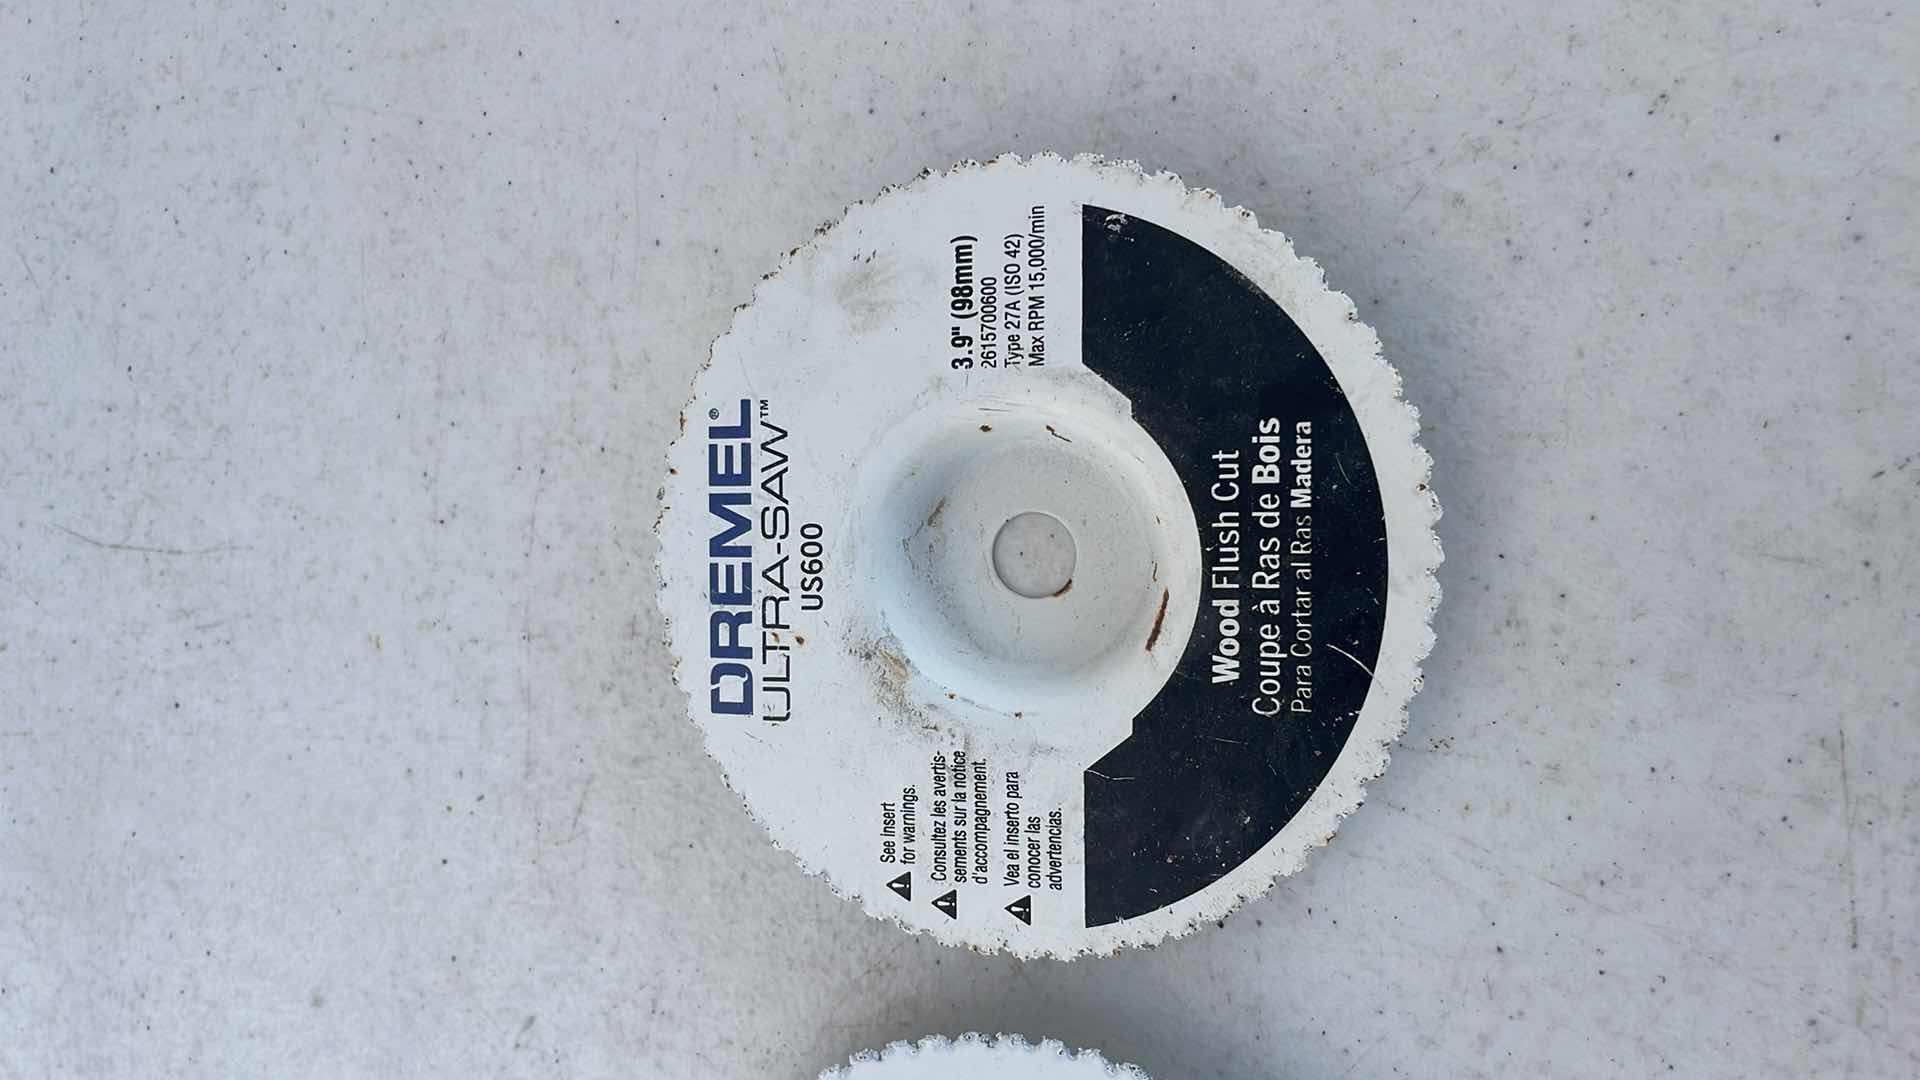 DREMEL®
ULTRA-SAW™
US600
3.9" (98mm)
2615700600
Type 27A (ISO 42)
Max RPM 15,000/min
See insert
for warnings.
Consultez les avertis-
sements sur la notice
d'accompagnement.
Vea el inserto para
conocer las
advertencias.
Wood Flush Cut
Coupe à Ras de Bois
Para Cortar al Ras Madera